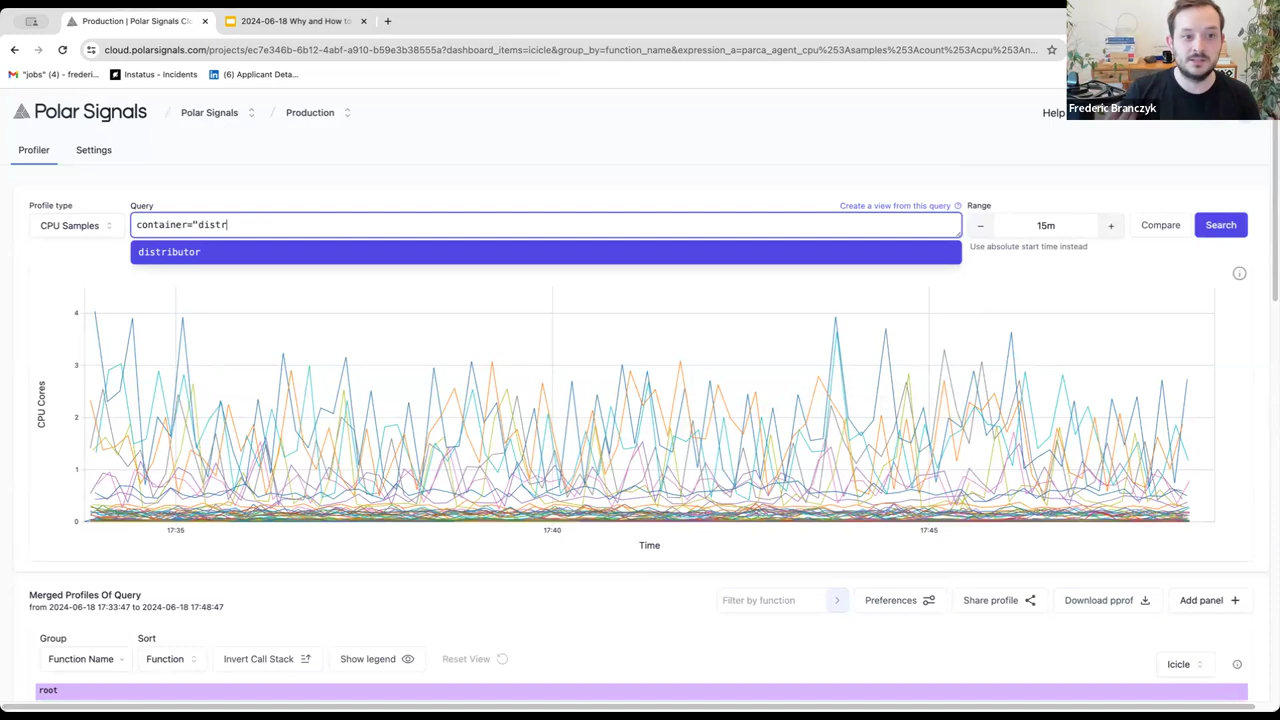 Production | Polar Signals Clo
2024-06-18 Why and How to
cloud.polarsignals.com/projects/ec7e346b-6b12-4abf-a910-b59e3b25555a?dashboard_items=icicle&group_by=function_name&expression_a=parca_agent_cpu%253Asamples%253Acount%253Acpu%253An...
"jobs" (4) - frederi...
Instatus - Incidents
(6) Applicant Deta...
Frederic Branczyk
Polar Signals
/
Polar Signals
/
Production
Help
Profiler
Settings
Profile type
Query
Create a view from this query
Range
CPU Samples
container="distr
− 15m +
Compare
Search
distributor
Use absolute start time instead
4
3
2
1
0
CPU Cores
17:35
17:40
17:45
Time
Merged Profiles Of Query
from 2024-06-18 17:33:47 to 2024-06-18 17:48:47
Filter by function
Preferences
Share profile
Download pprof
Add panel +
Group
Sort
Function Name
Function
Invert Call Stack
Show legend
Reset View
Icicle
root